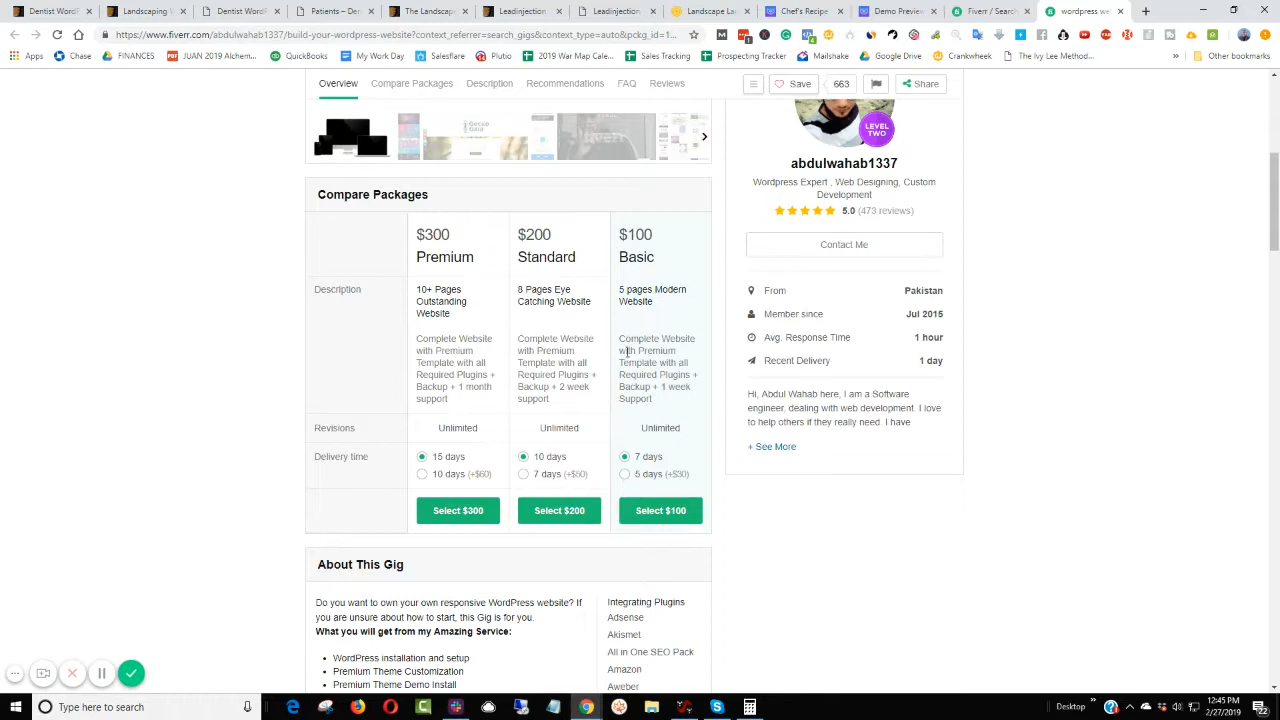 Dentist Wor
Landscaping
Dentist Word
Patients – De
The Landscape
Leadinjection
Leadinjection
Landscape La
Chef's Recipe
Demo Preview
Fiverr / Search
wordpress we
https://www.fiverr.com/abdulwahab1337/build-your-wordpress-website?context_referrer=search_gigs&context_type=auto&pckg_id=1...
Apps
Chase
FINANCES
JUAN 2019 Alchem...
QuickBooks
My Work Day
Salesflare
Plutio
2019 War Map Cale...
Sales Tracking
Prospecting Tracker
Mailshake
Google Drive
Crankwheek
The Ivy Lee Method...
»
Other bookmarks
Overview
Compare Packages
Description
Recommendations
FAQ
Reviews
Save
663
Share
LEVEL
TWO
abdulwahab1337
Wordpress Expert , Web Designing, Custom
Development
5.0 (473 reviews)
Contact Me
From Pakistan
Member since Jul 2015
Avg. Response Time 1 hour
Recent Delivery 1 day
Hi, Abdul Wahab here, I am a Software
engineer, dealing with web development. I love
to help others if they really need. I have
+ See More
Compare Packages
$300
Premium
$200
Standard
$100
Basic
Description
10+ Pages
Outstanding
Website
8 Pages Eye
Catching Website
5 pages Modern
Website
Complete Website
with Premium
Template with all
Required Plugins +
Backup + 1 month
support
Complete Website
with Premium
Template with all
Required Plugins +
Backup + 2 week
support
Complete Website
with Premium
Template with all
Required Plugins +
Backup + 1 week
Support
Revisions
Unlimited
Unlimited
Unlimited
Delivery time
15 days
10 days (+$60)
10 days
7 days (+$50)
7 days
5 days (+$30)
Select $300
Select $200
Select $100
About This Gig
Do you want to own your own responsive WordPress website? If
you are unsure about how to start, this Gig is for you.
What you will get from my Amazing Service:
• WordPress installation and setup
• Premium Theme Customization
• Premium Theme Demo Install
Integrating Plugins
Adsense
Akismet
All in One SEO Pack
Amazon
Aweber
Type here to search
Desktop
»
12:45 PM
2/27/2019